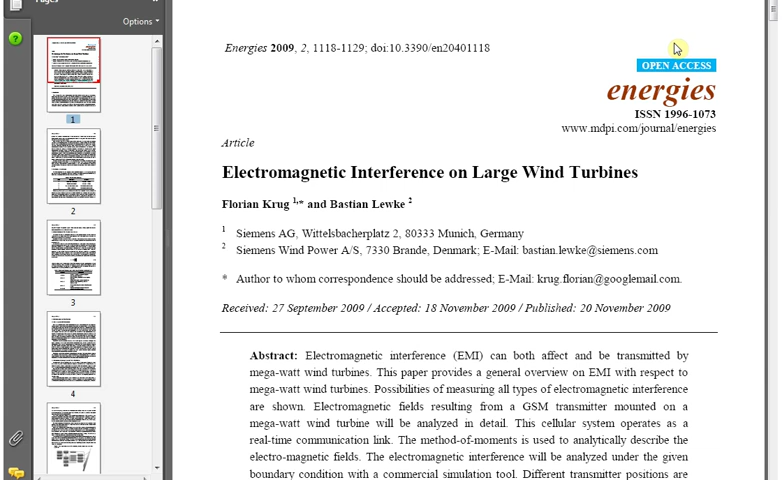 Options
Energies 2009, 2, 1118-1129; doi:10.3390/en20401118
OPEN ACCESS
energies
ISSN 1996-1073
www.mdpi.com/journal/energies
Article
Electromagnetic Interference on Large Wind Turbines
Florian Krug 1,* and Bastian Lewke 2
1 Siemens AG, Wittelsbacherplatz 2, 80333 Munich, Germany
2 Siemens Wind Power A/S, 7330 Brande, Denmark; E-Mail: bastian.lewke@siemens.com
* Author to whom correspondence should be addressed; E-Mail: krug.florian@googlemail.com.
Received: 27 September 2009 / Accepted: 18 November 2009 / Published: 20 November 2009
Abstract: Electromagnetic interference (EMI) can both affect and be transmitted by
mega-watt wind turbines. This paper provides a general overview on EMI with respect to
mega-watt wind turbines. Possibilities of measuring all types of electromagnetic interference
are shown. Electromagnetic fields resulting from a GSM transmitter mounted on a
mega-watt wind turbine will be analyzed in detail. This cellular system operates as a
real-time communication link. The method-of-moments is used to analytically describe the
electro-magnetic fields. The electromagnetic interference will be analyzed under the given
boundary condition with a commercial simulation tool. Different transmitter positions are
1
2
3
4